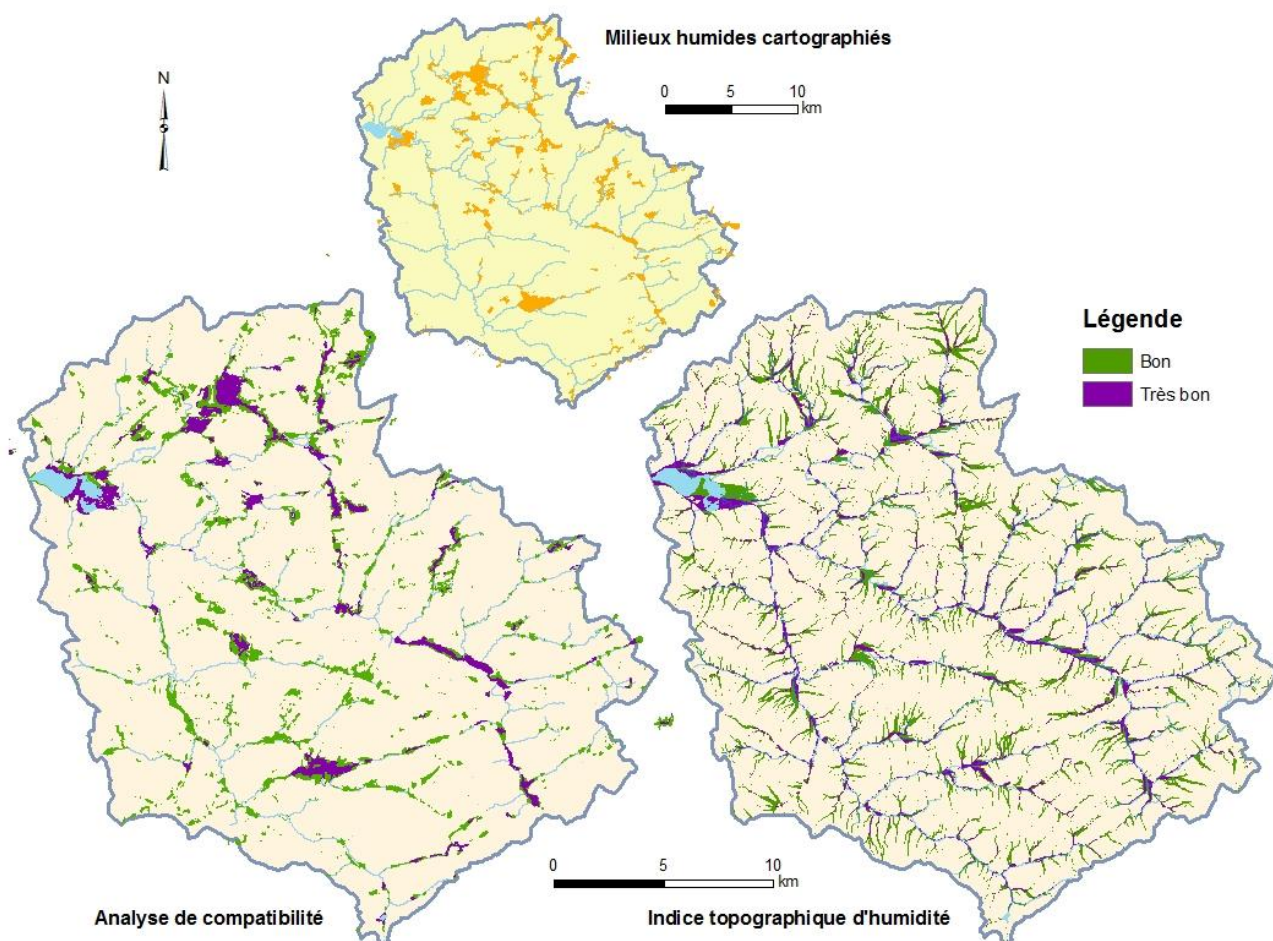 Milieux humides cartographiés
N
0 5 10
km
Légende
Bon
Très bon
0 5 10
km
Analyse de compatibilité
Indice topographique d'humidité